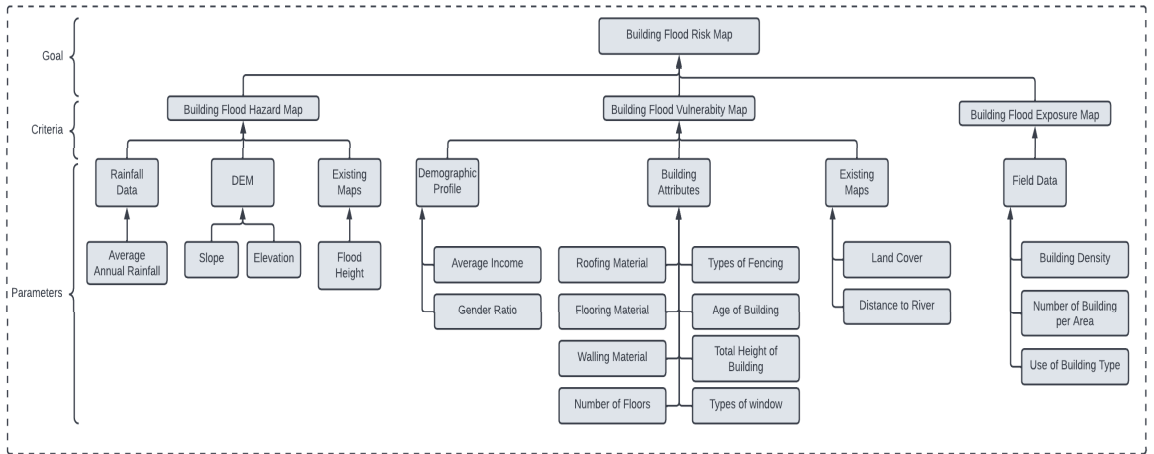 Goal
Building Flood Risk Map
Criteria
Building Flood Hazard Map
Building Flood Vulnerabity Map
Building Flood Exposure Map
Parameters
Rainfall
Data
DEM
Existing
Maps
Demographic
Profile
Building
Attributes
Existing
Maps
Field Data
Average
Annual Rainfall
Slope
Elevation
Flood
Height
Average Income
Gender Ratio
Roofing Material
Types of Fencing
Flooring Material
Age of Building
Walling Material
Total Height of
Building
Number of Floors
Types of window
Land Cover
Distance to River
Building Density
Number of Building
per Area
Use of Building Type